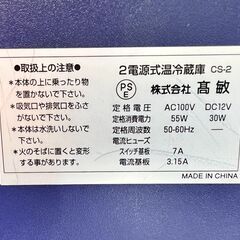 ●取扱上の注意●
＊本体の上に乗ったり物を置かないで下さい。
＊吸気口や排気口をふさがないで下さい。
＊本体は水洗いしないで下さい。
＊火のそばに置くと変形する事がります。
2電源式温冷蔵庫 CS-2
PSE 株式会社 髙敏
定格電圧 AC100V DC12V
定格消費電力 55W 30W
定格周波数 50-60Hz
電流ヒューズ
スイッチ基板 7A
電流基板 3.15A
MADE IN CHINA